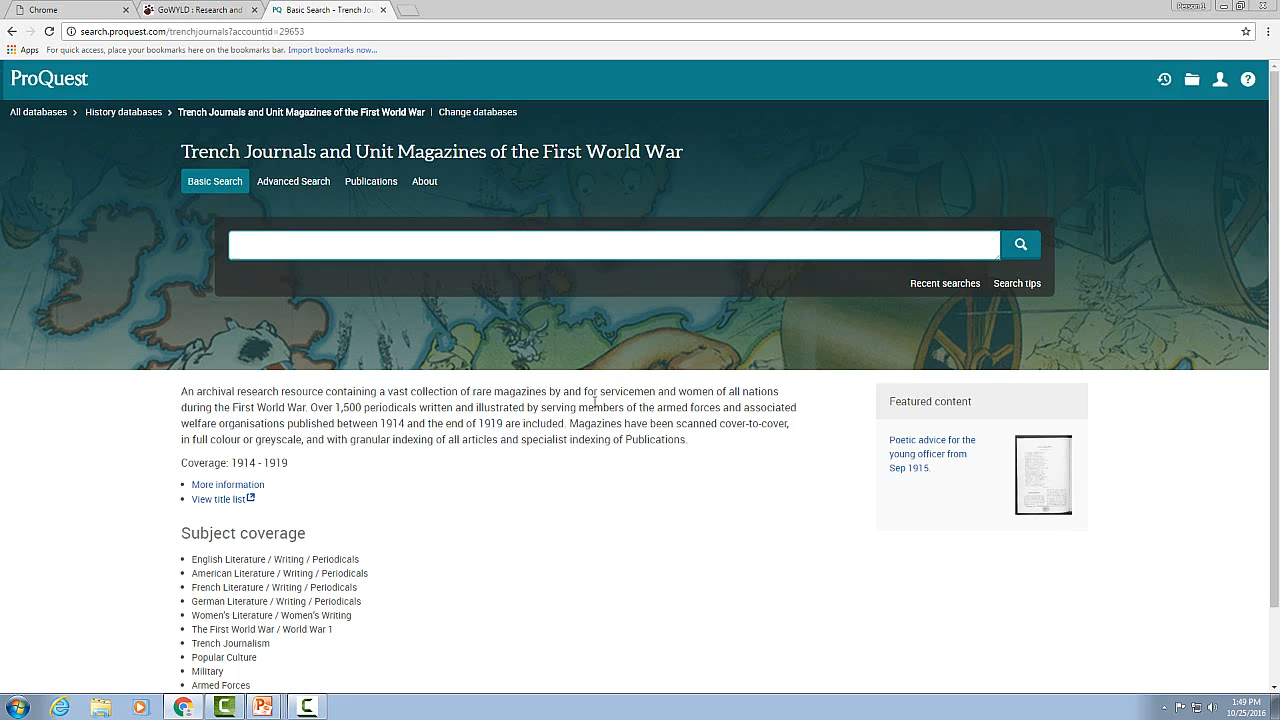 Chrome
GoWYLD : Research and
PQ Basic Search - Trench Jou
Person 1
search.proquest.com/trenchjournals?accountid=29653
Apps For quick access, place your bookmarks here on the bookmarks bar. Import bookmarks now...
ProQuest
All databases > History databases > Trench Journals and Unit Magazines of the First World War | Change databases
Trench Journals and Unit Magazines of the First World War
Basic Search Advanced Search Publications About
Recent searches Search tips
An archival research resource containing a vast collection of rare magazines by and for servicemen and women of all nations
during the First World War. Over 1,500 periodicals written and illustrated by serving members of the armed forces and associated
welfare organisations published between 1914 and the end of 1919 are included. Magazines have been scanned cover-to-cover,
in full colour or greyscale, and with granular indexing of all articles and specialist indexing of Publications.
Coverage: 1914 - 1919
• More information
• View title list
Featured content
Poetic advice for the
young officer from
Sep 1915.
Subject coverage
• English Literature / Writing / Periodicals
• American Literature / Writing / Periodicals
• French Literature / Writing / Periodicals
• German Literature / Writing / Periodicals
• Women's Literature / Women's Writing
• The First World War / World War 1
• Trench Journalism
• Popular Culture
• Military
• Armed Forces
1:49 PM
10/25/2016